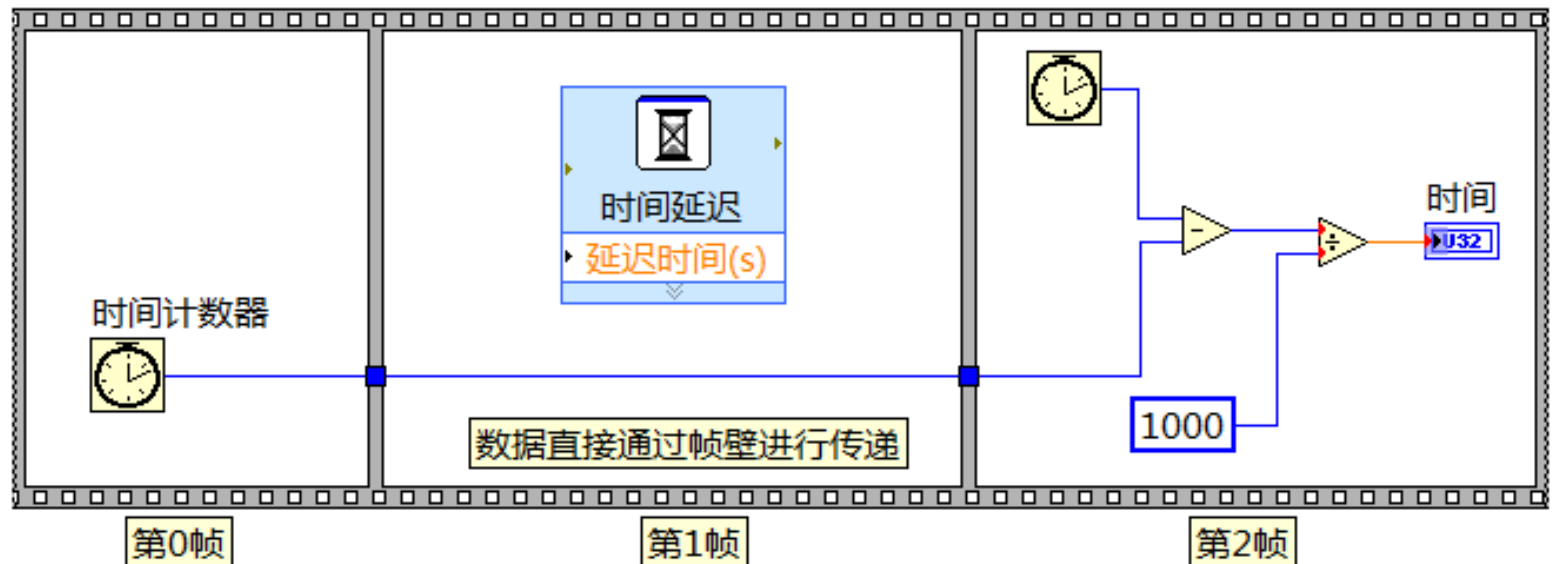 时间计数器
时间延迟
延迟时间(s)
数据直接通过帧壁进行传递
-
÷
1000
时间
U32
第0帧
第1帧
第2帧